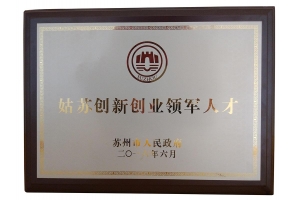 姑苏创新创业领军人才
苏州市人民政府
二〇一 年六月